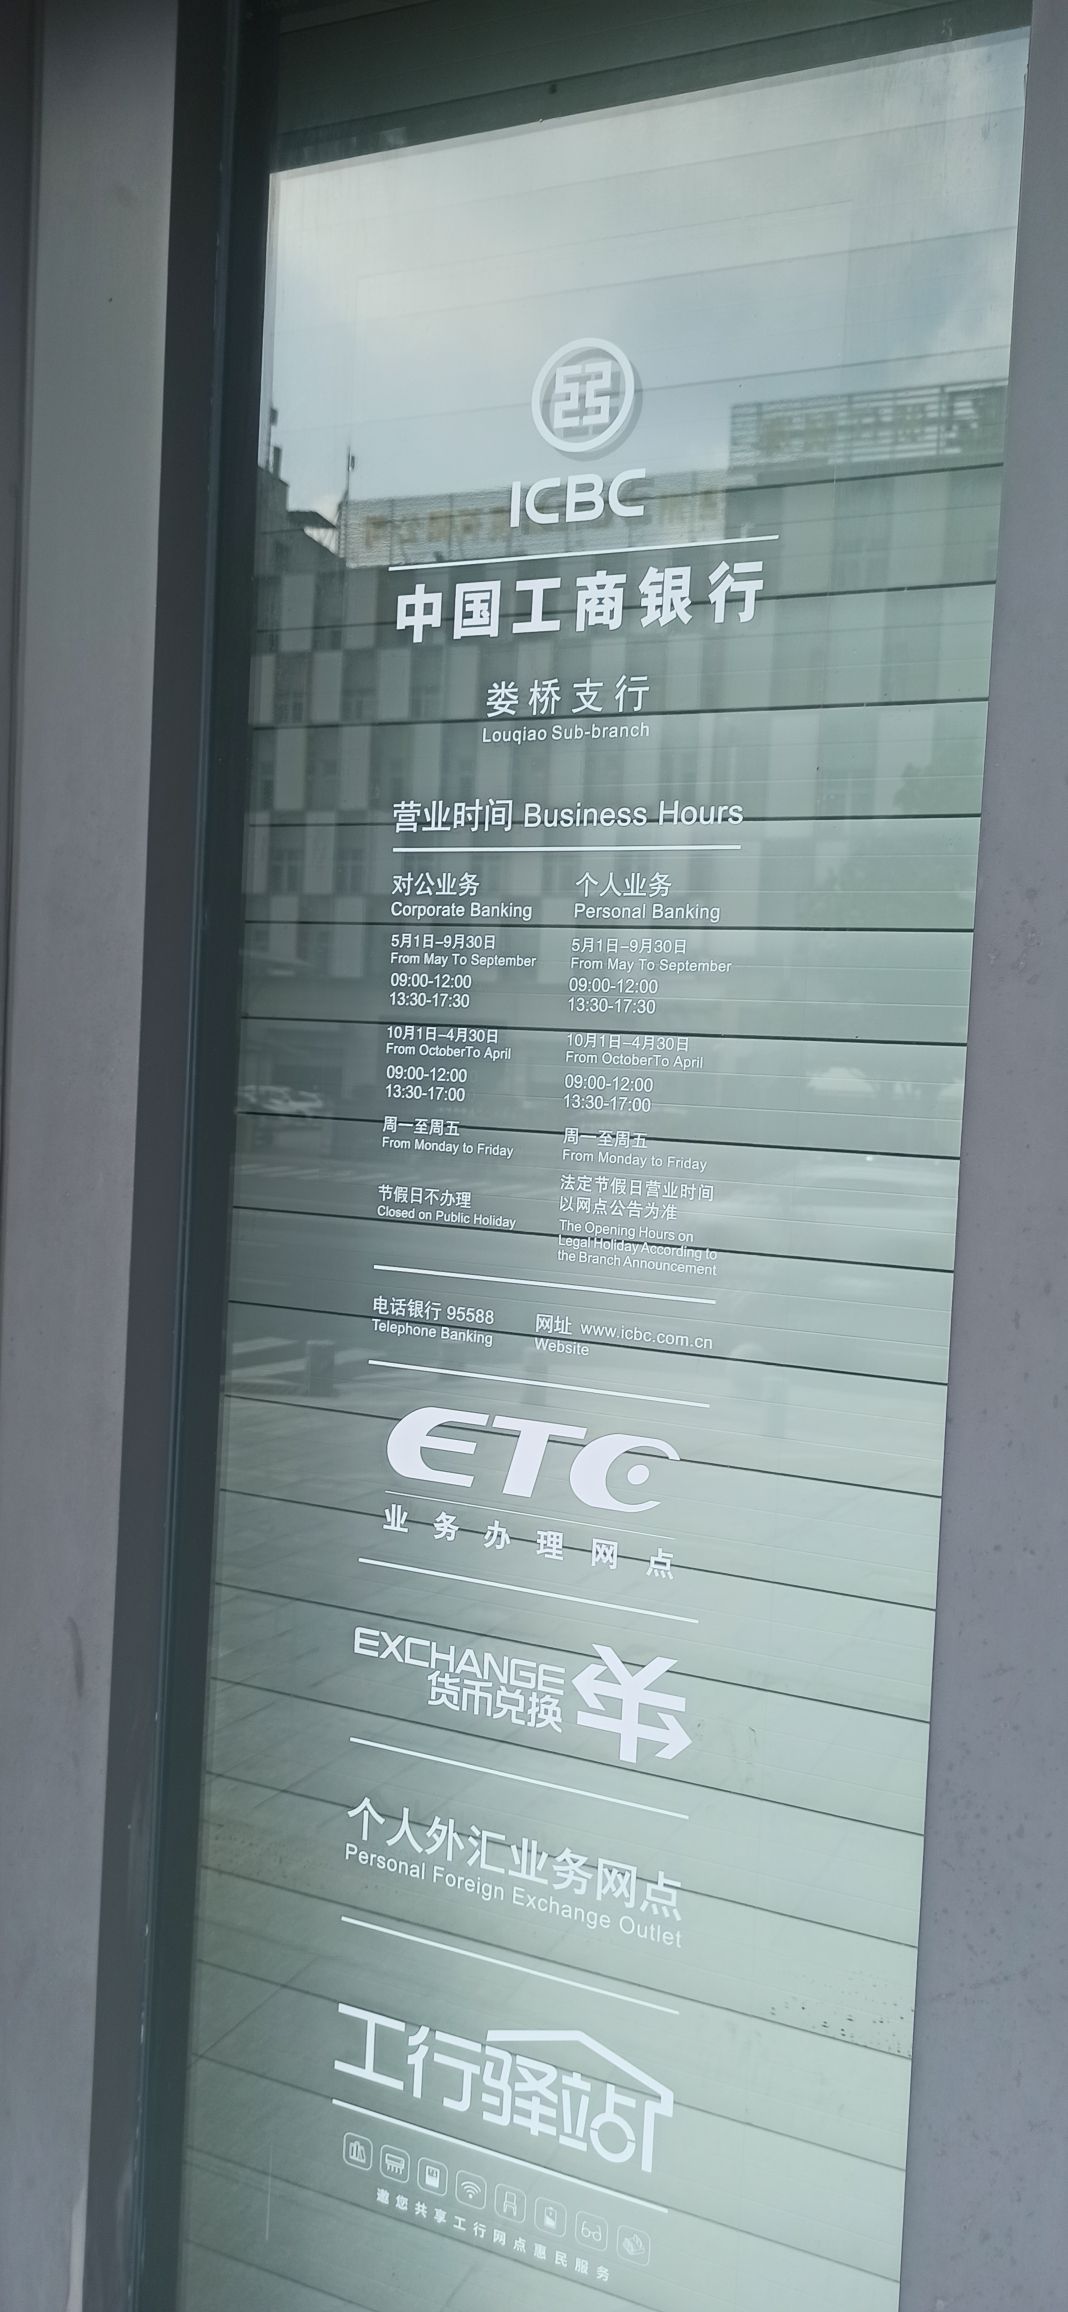 ICBC
中国工商银行
娄桥支行
Louqiao Sub-branch
营业时间 Business Hours
对公业务
Corporate Banking
5月1日–9月30日
From May To September
09:00-12:00
13:30-17:30
10月1日–4月30日
From OctoberTo April
09:00-12:00
13:30-17:00
周一至周五
From Monday to Friday
节假日不办理
Closed on Public Holiday
个人业务
Personal Banking
5月1日–9月30日
From May To September
09:00-12:00
13:30-17:30
10月1日–4月30日
From OctoberTo April
09:00-12:00
13:30-17:00
周一至周五
From Monday to Friday
法定节假日营业时间
以网点公告为准
The Opening Hours on
Legal Holiday According to
the Branch Announcement
电话银行 95588
Telephone Banking
网址 www.icbc.com.cn
Website
ETC
业务办理网点
EXCHANGE
货币兑换
个人外汇业务网点
Personal Foreign Exchange Outlet
工行驿站
邀您共享工行网点惠民服务